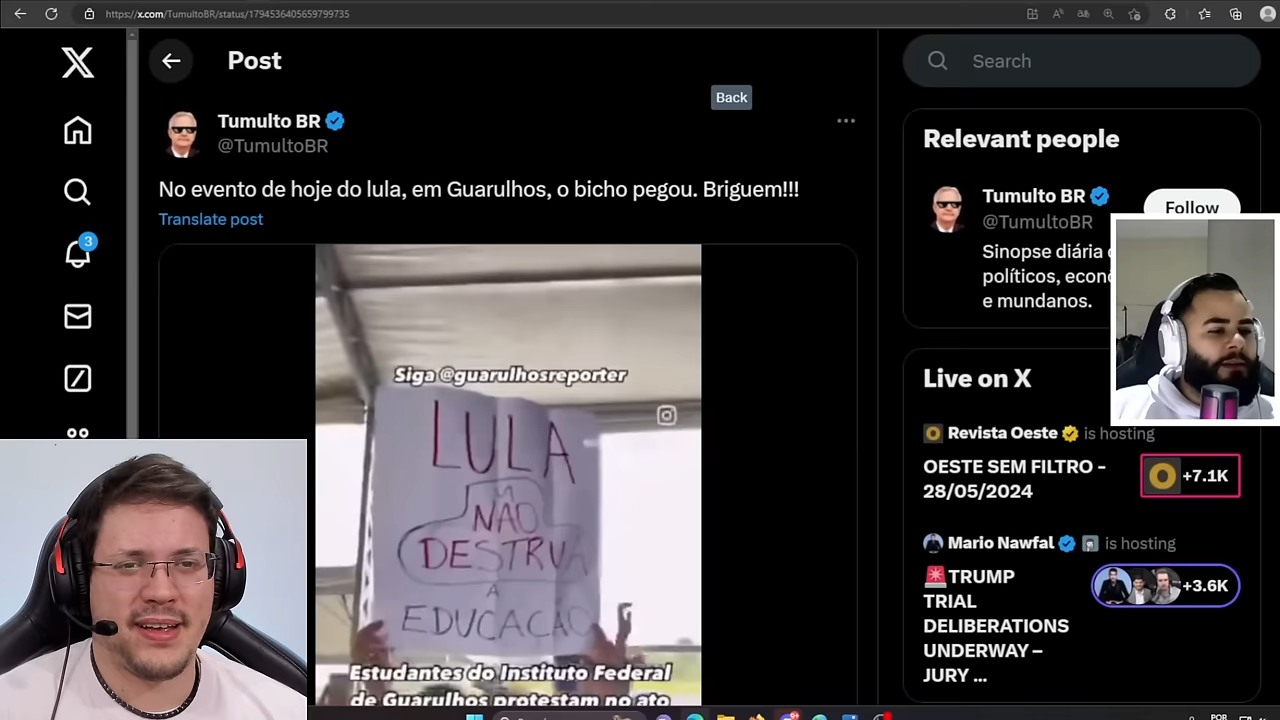 https://x.com/TumultoBR/status/1794536405659799735
Post
Back
Search
Tumulto BR
@TumultoBR
No evento de hoje do lula, em Guarulhos, o bicho pegou. Briguem!!!
Translate post
3
Siga @guarulhosreporter
LULA
NÃO
DESTRUA
A
EDUCAÇÃO
Estudantes do Instituto Federal
de Guarulhos protestam no ato
Relevant people
Tumulto BR
@TumultoBR
Follow
Sinopse diária
políticos,
e mundanos.
Live on X
Revista Oeste is hosting
OESTE SEM FILTRO -
28/05/2024
+7.1K
Mario Nawfal is hosting
🚨TRUMP
TRIAL
DELIBERATIONS
UNDERWAY –
JURY ...
+3.6K
POR